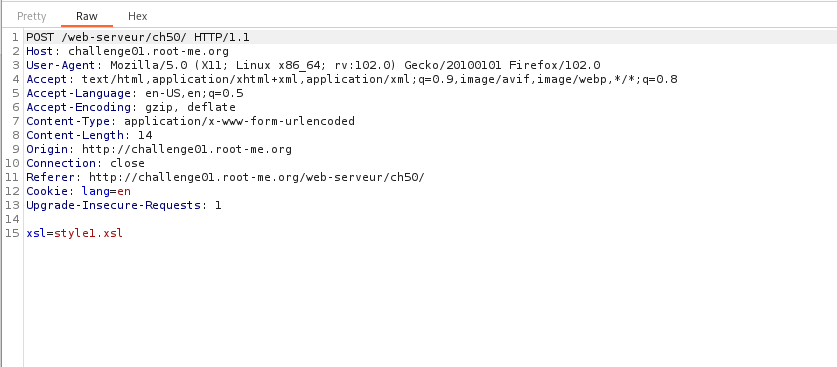 Pretty Raw Hex
1 POST /web-serveur/ch50/ HTTP/1.1
2 Host: challenge01.root-me.org
3 User-Agent: Mozilla/5.0 (X11; Linux x86_64; rv:102.0) Gecko/20100101 Firefox/102.0
4 Accept: text/html,application/xhtml+xml,application/xml;q=0.9,image/avif,image/webp,*/*;q=0.8
5 Accept-Language: en-US,en;q=0.5
6 Accept-Encoding: gzip, deflate
7 Content-Type: application/x-www-form-urlencoded
8 Content-Length: 14
9 Origin: http://challenge01.root-me.org
10 Connection: close
11 Referer: http://challenge01.root-me.org/web-serveur/ch50/
12 Cookie: lang=en
13 Upgrade-Insecure-Requests: 1
14
15 xsl=style1.xsl